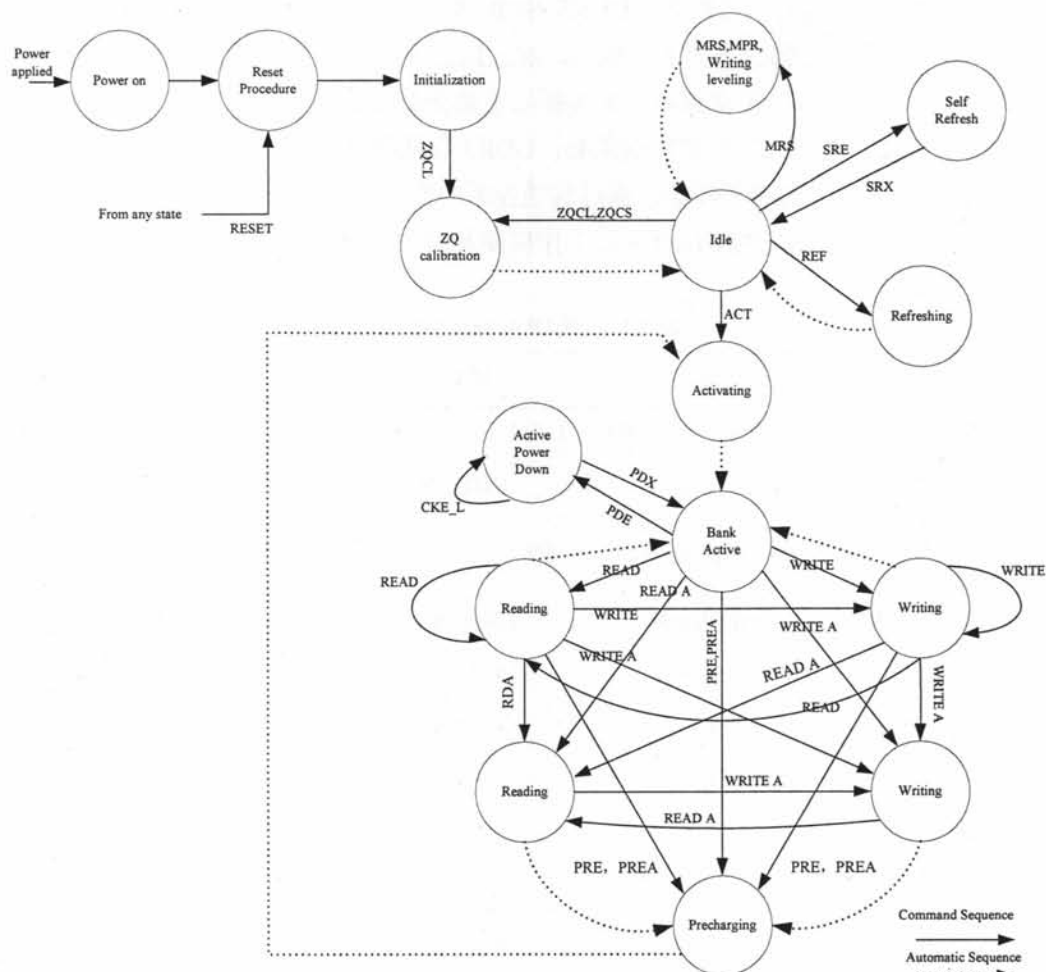 Power
applied
Power on
Reset
Procedure
Initialization
MRS,MPR,
Writing
leveling
Self
Refresh
ZQCL
MRS
SRE
SRX
From any state
RESET
ZQ
calibration
ZQCL,ZQCS
Idle
REF
Refreshing
ACT
Activating
Active
Power
Down
CKE_L
PDX
PDE
Bank
Active
READ
READ
READ A
WRITE
WRITE
Reading
WRITE
Writing
WRITE A
PRE,PREA
WRITE A
READ A
RDA
READ
WRITE A
Reading
WRITE A
Writing
READ A
PRE, PREA
PRE, PREA
Precharging
Command Sequence
Automatic Sequence